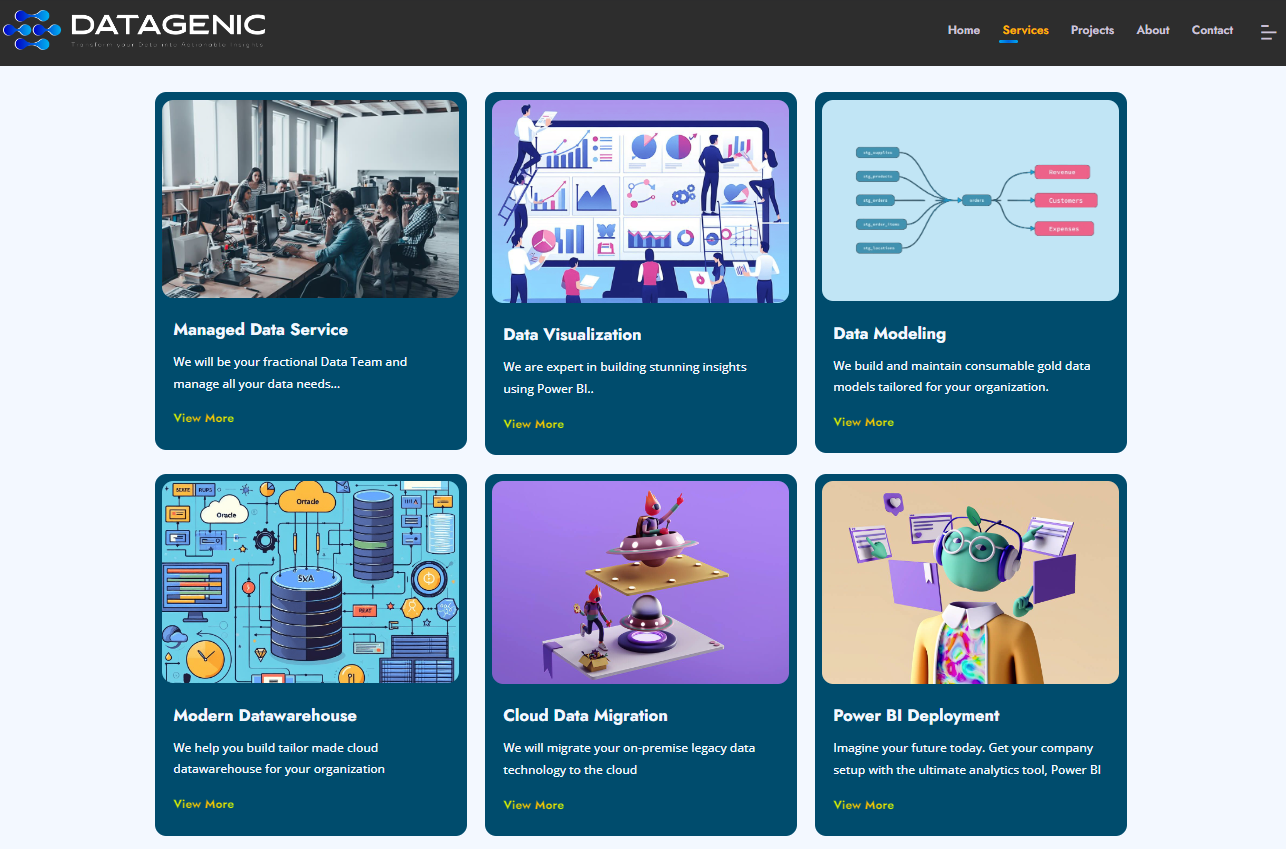 DATAGENIC
Transform your Data into Actionable Insights
Home
Services
Projects
About
Contact
Managed Data Service
We will be your fractional Data Team and
manage all your data needs...
View More
Data Visualization
We are expert in building stunning insights
using Power BI..
View More
stg_supplies
stg_products
stg_orders
stg_order_items
stg_locations
orders
Revenue
Customers
Expenses
Data Modeling
We build and maintain consumable gold data
models tailored for your organization.
View More
Oracle
Ortacle
SXA
Modern Datawarehouse
We help you build tailor made cloud
datawarehouse for your organization
View More
Cloud Data Migration
We will migrate your on-premise legacy data
technology to the cloud
View More
Power BI Deployment
Imagine your future today. Get your company
setup with the ultimate analytics tool, Power BI
View More